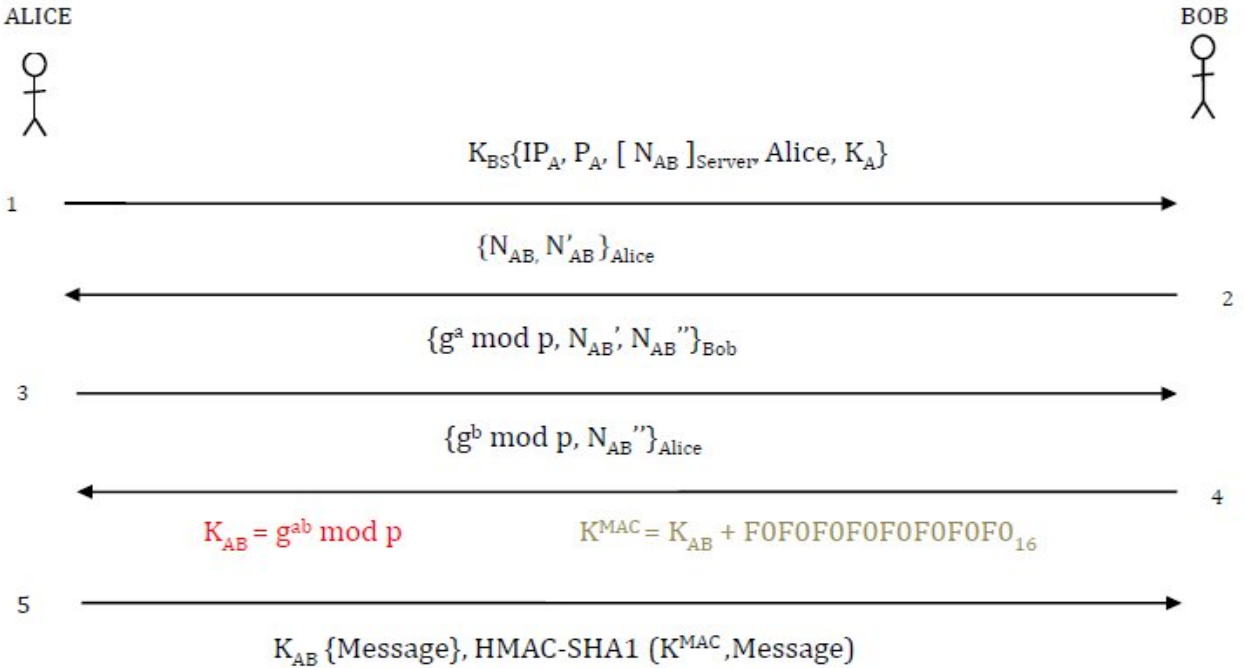 ALICE BOB
K_BS{IP_A, P_A, [ N_AB ]_Server, Alice, K_A}
1
{N_AB, N'_AB}_Alice
2
{g^a mod p, N_AB', N_AB''}_Bob
3
{g^b mod p, N_AB''}_Alice
4
K_AB = g^ab mod p K^MAC = K_AB + F0F0F0F0F0F0F0F0_16
5
K_AB {Message}, HMAC-SHA1 (K^MAC,Message)